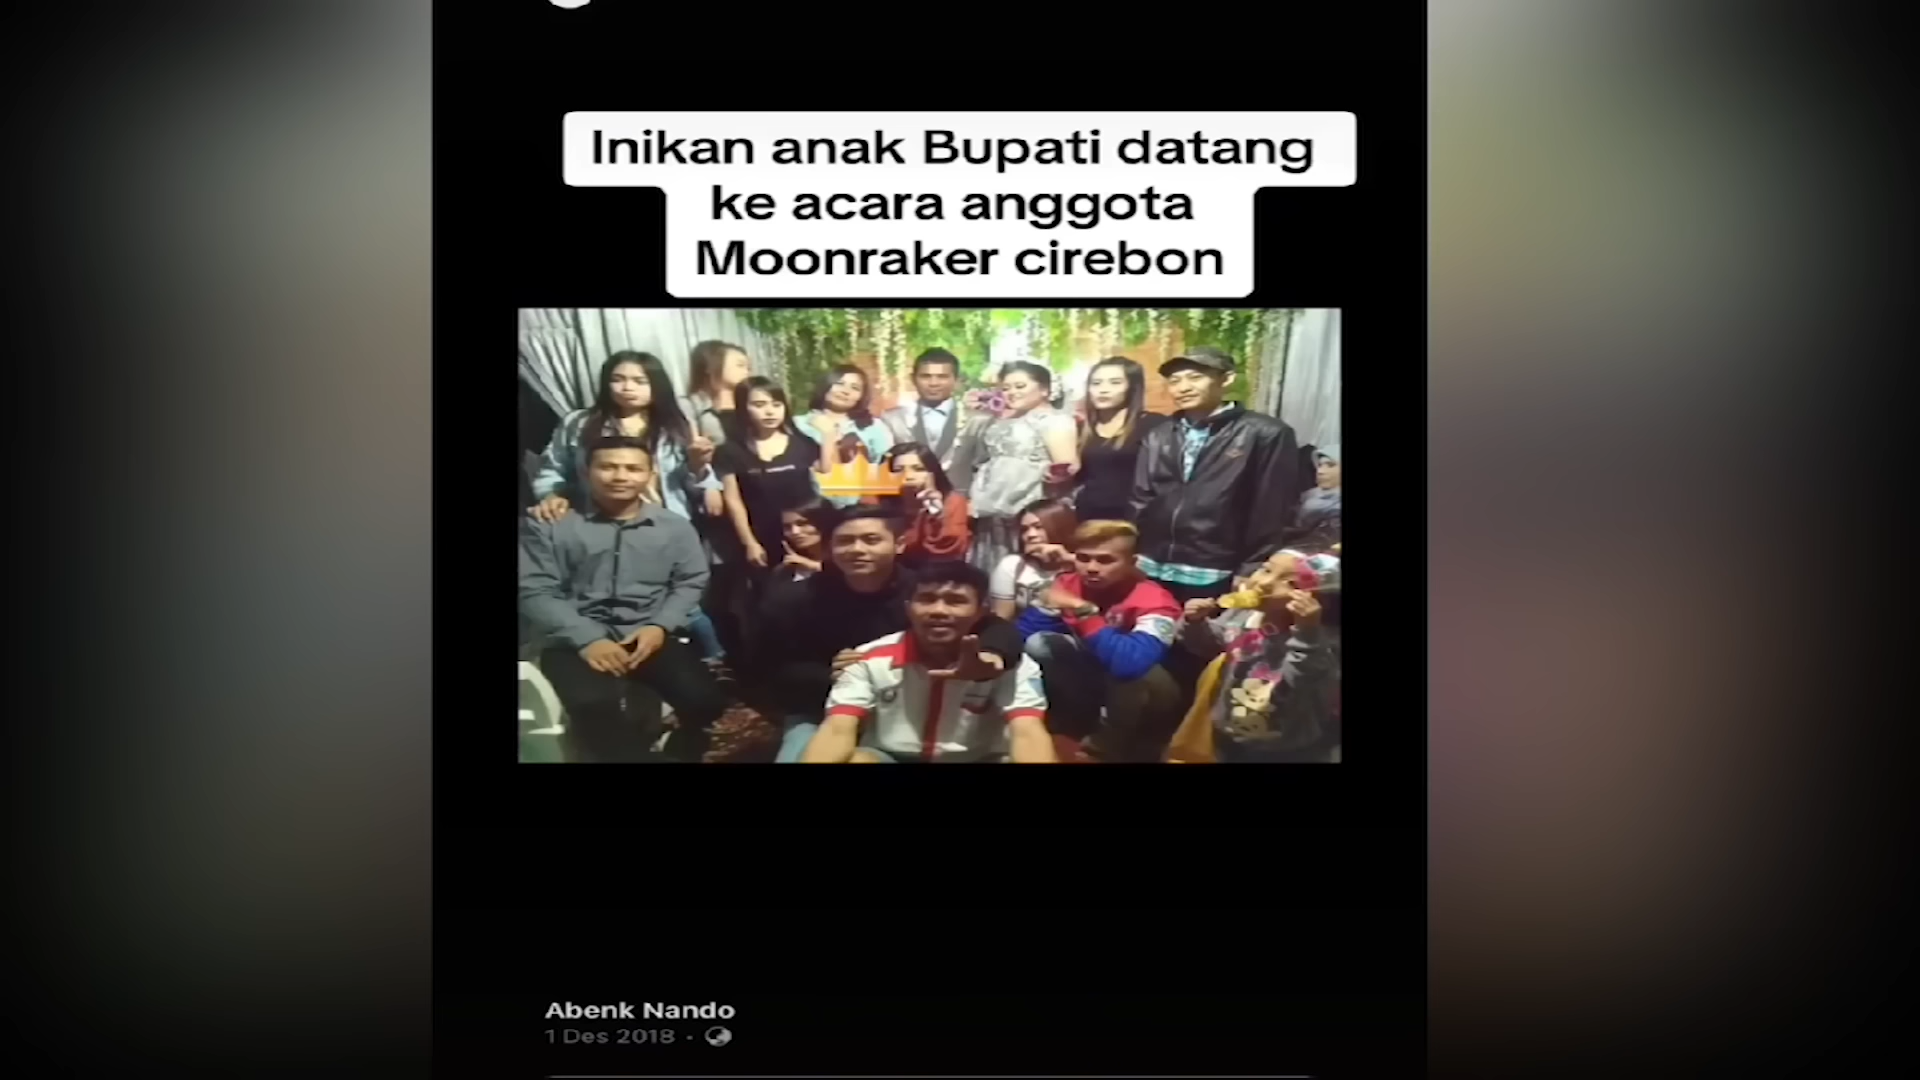 Inikan anak Bupati datang
ke acara anggota
Moonraker cirebon
Abenk Nando
1 Des 2018